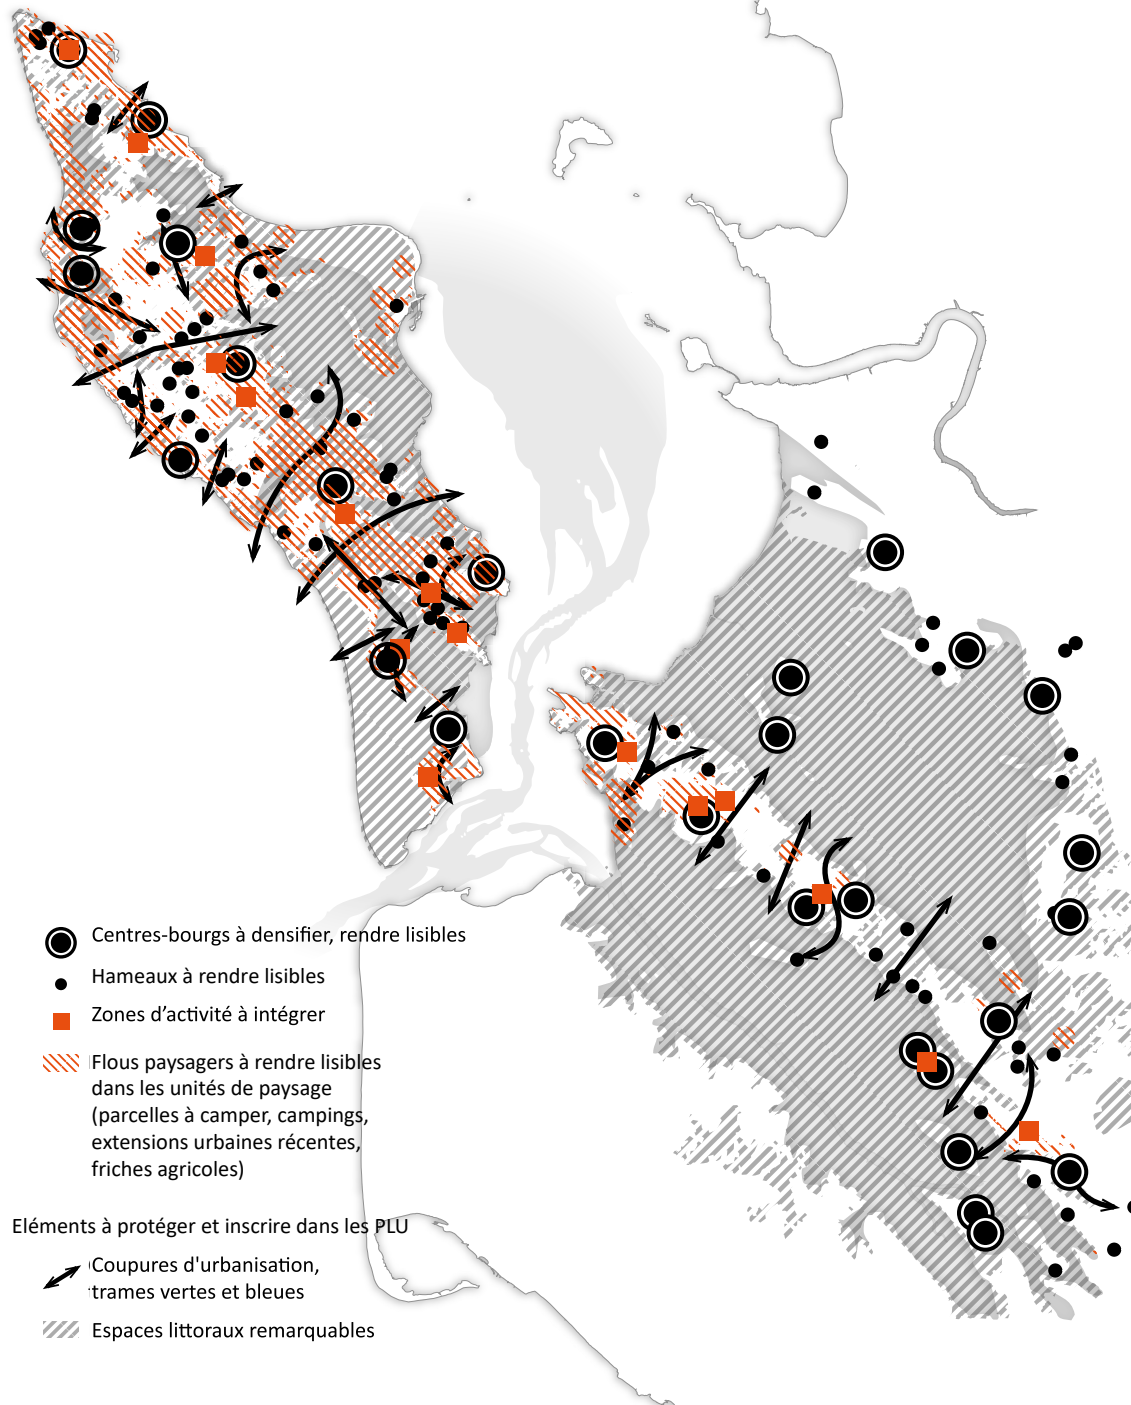 Centres-bourgs à densifier, rendre lisibles
Hameaux à rendre lisibles
Zones d’activité à intégrer
Flous paysagers à rendre lisibles
dans les unités de paysage
(parcelles à camper, campings,
extensions urbaines récentes,
friches agricoles)
Eléments à protéger et inscrire dans les PLU
Coupures d'urbanisation,
trames vertes et bleues
Espaces littoraux remarquables